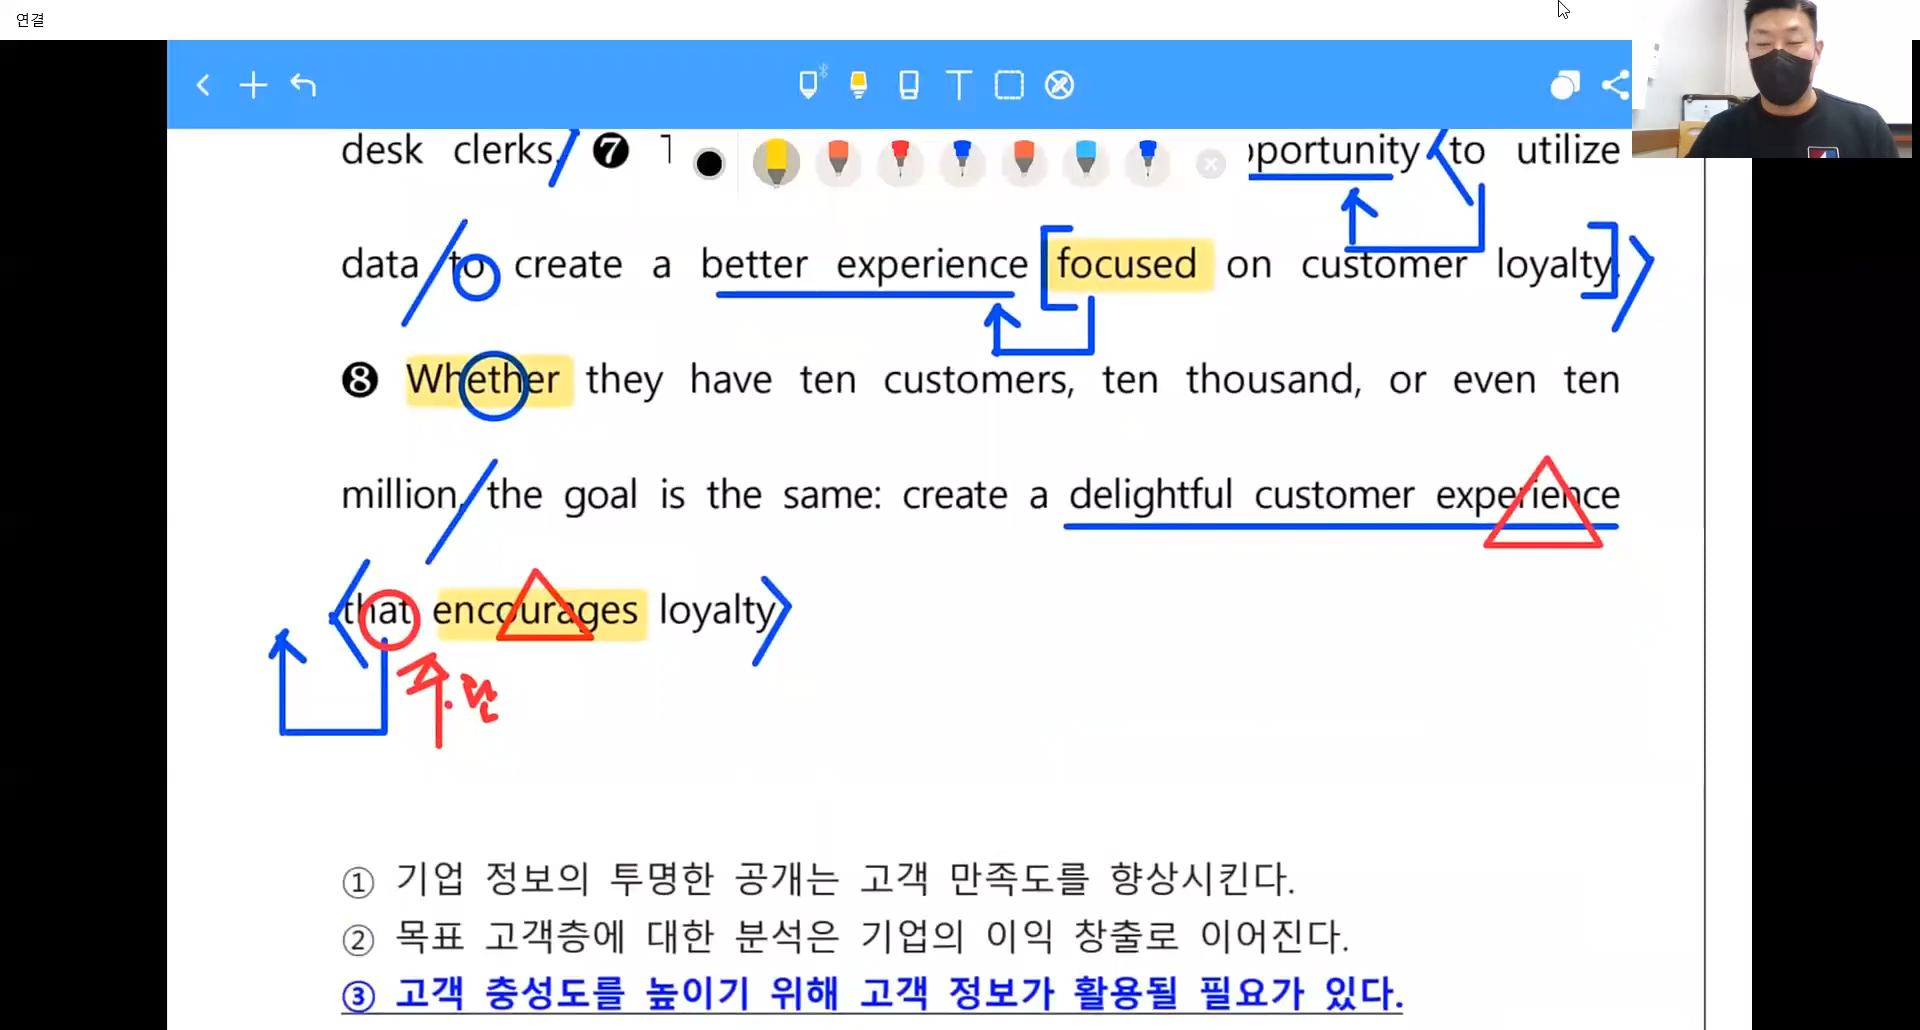 연결
desk clerks. ❼ pportunity to utilize
data to create a better experience focused on customer loyalty.
❽ Whether they have ten customers, ten thousand, or even ten
million, the goal is the same: create a delightful customer experience
that encourages loyalty
주.단
① 기업 정보의 투명한 공개는 고객 만족도를 향상시킨다.
② 목표 고객층에 대한 분석은 기업의 이익 창출로 이어진다.
③ 고객 충성도를 높이기 위해 고객 정보가 활용될 필요가 있다.